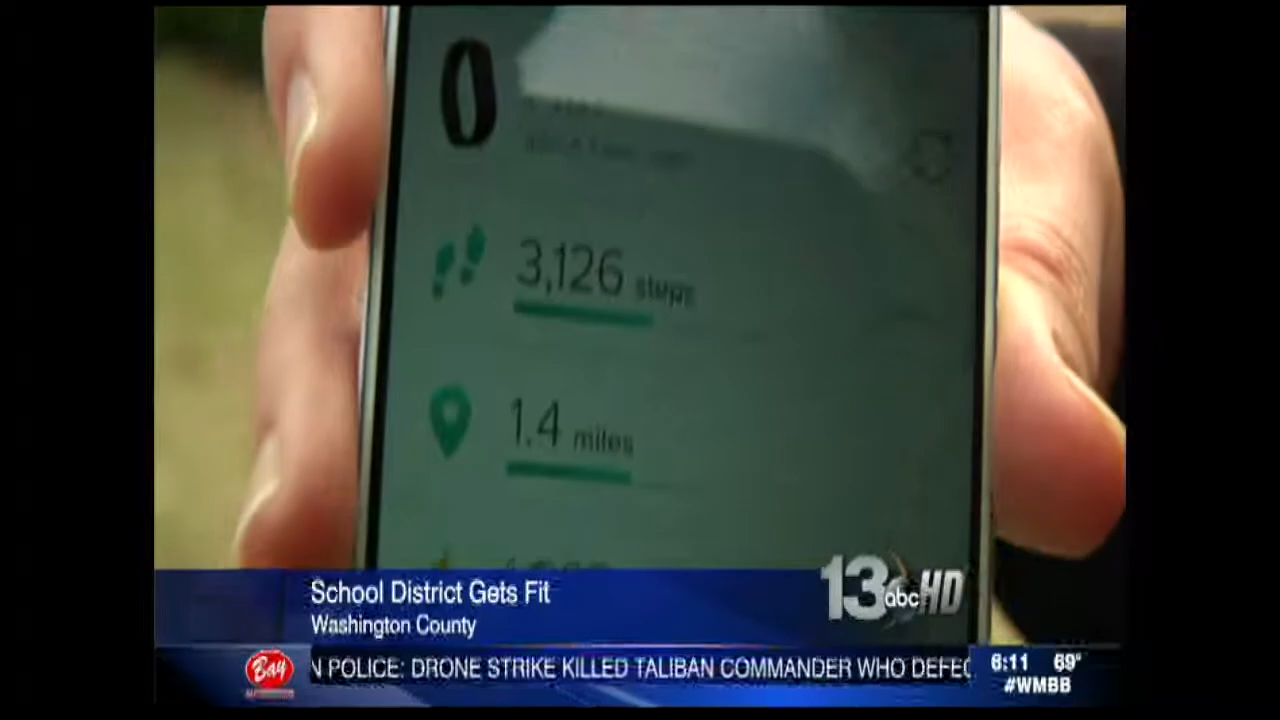 3,126 steps
1.4 miles
School District Gets Fit
Washington County
13 abc HD
Bay
N POLICE: DRONE STRIKE KILLED TALIBAN COMMANDER WHO DEFEC
6:11 69°
#WMBB